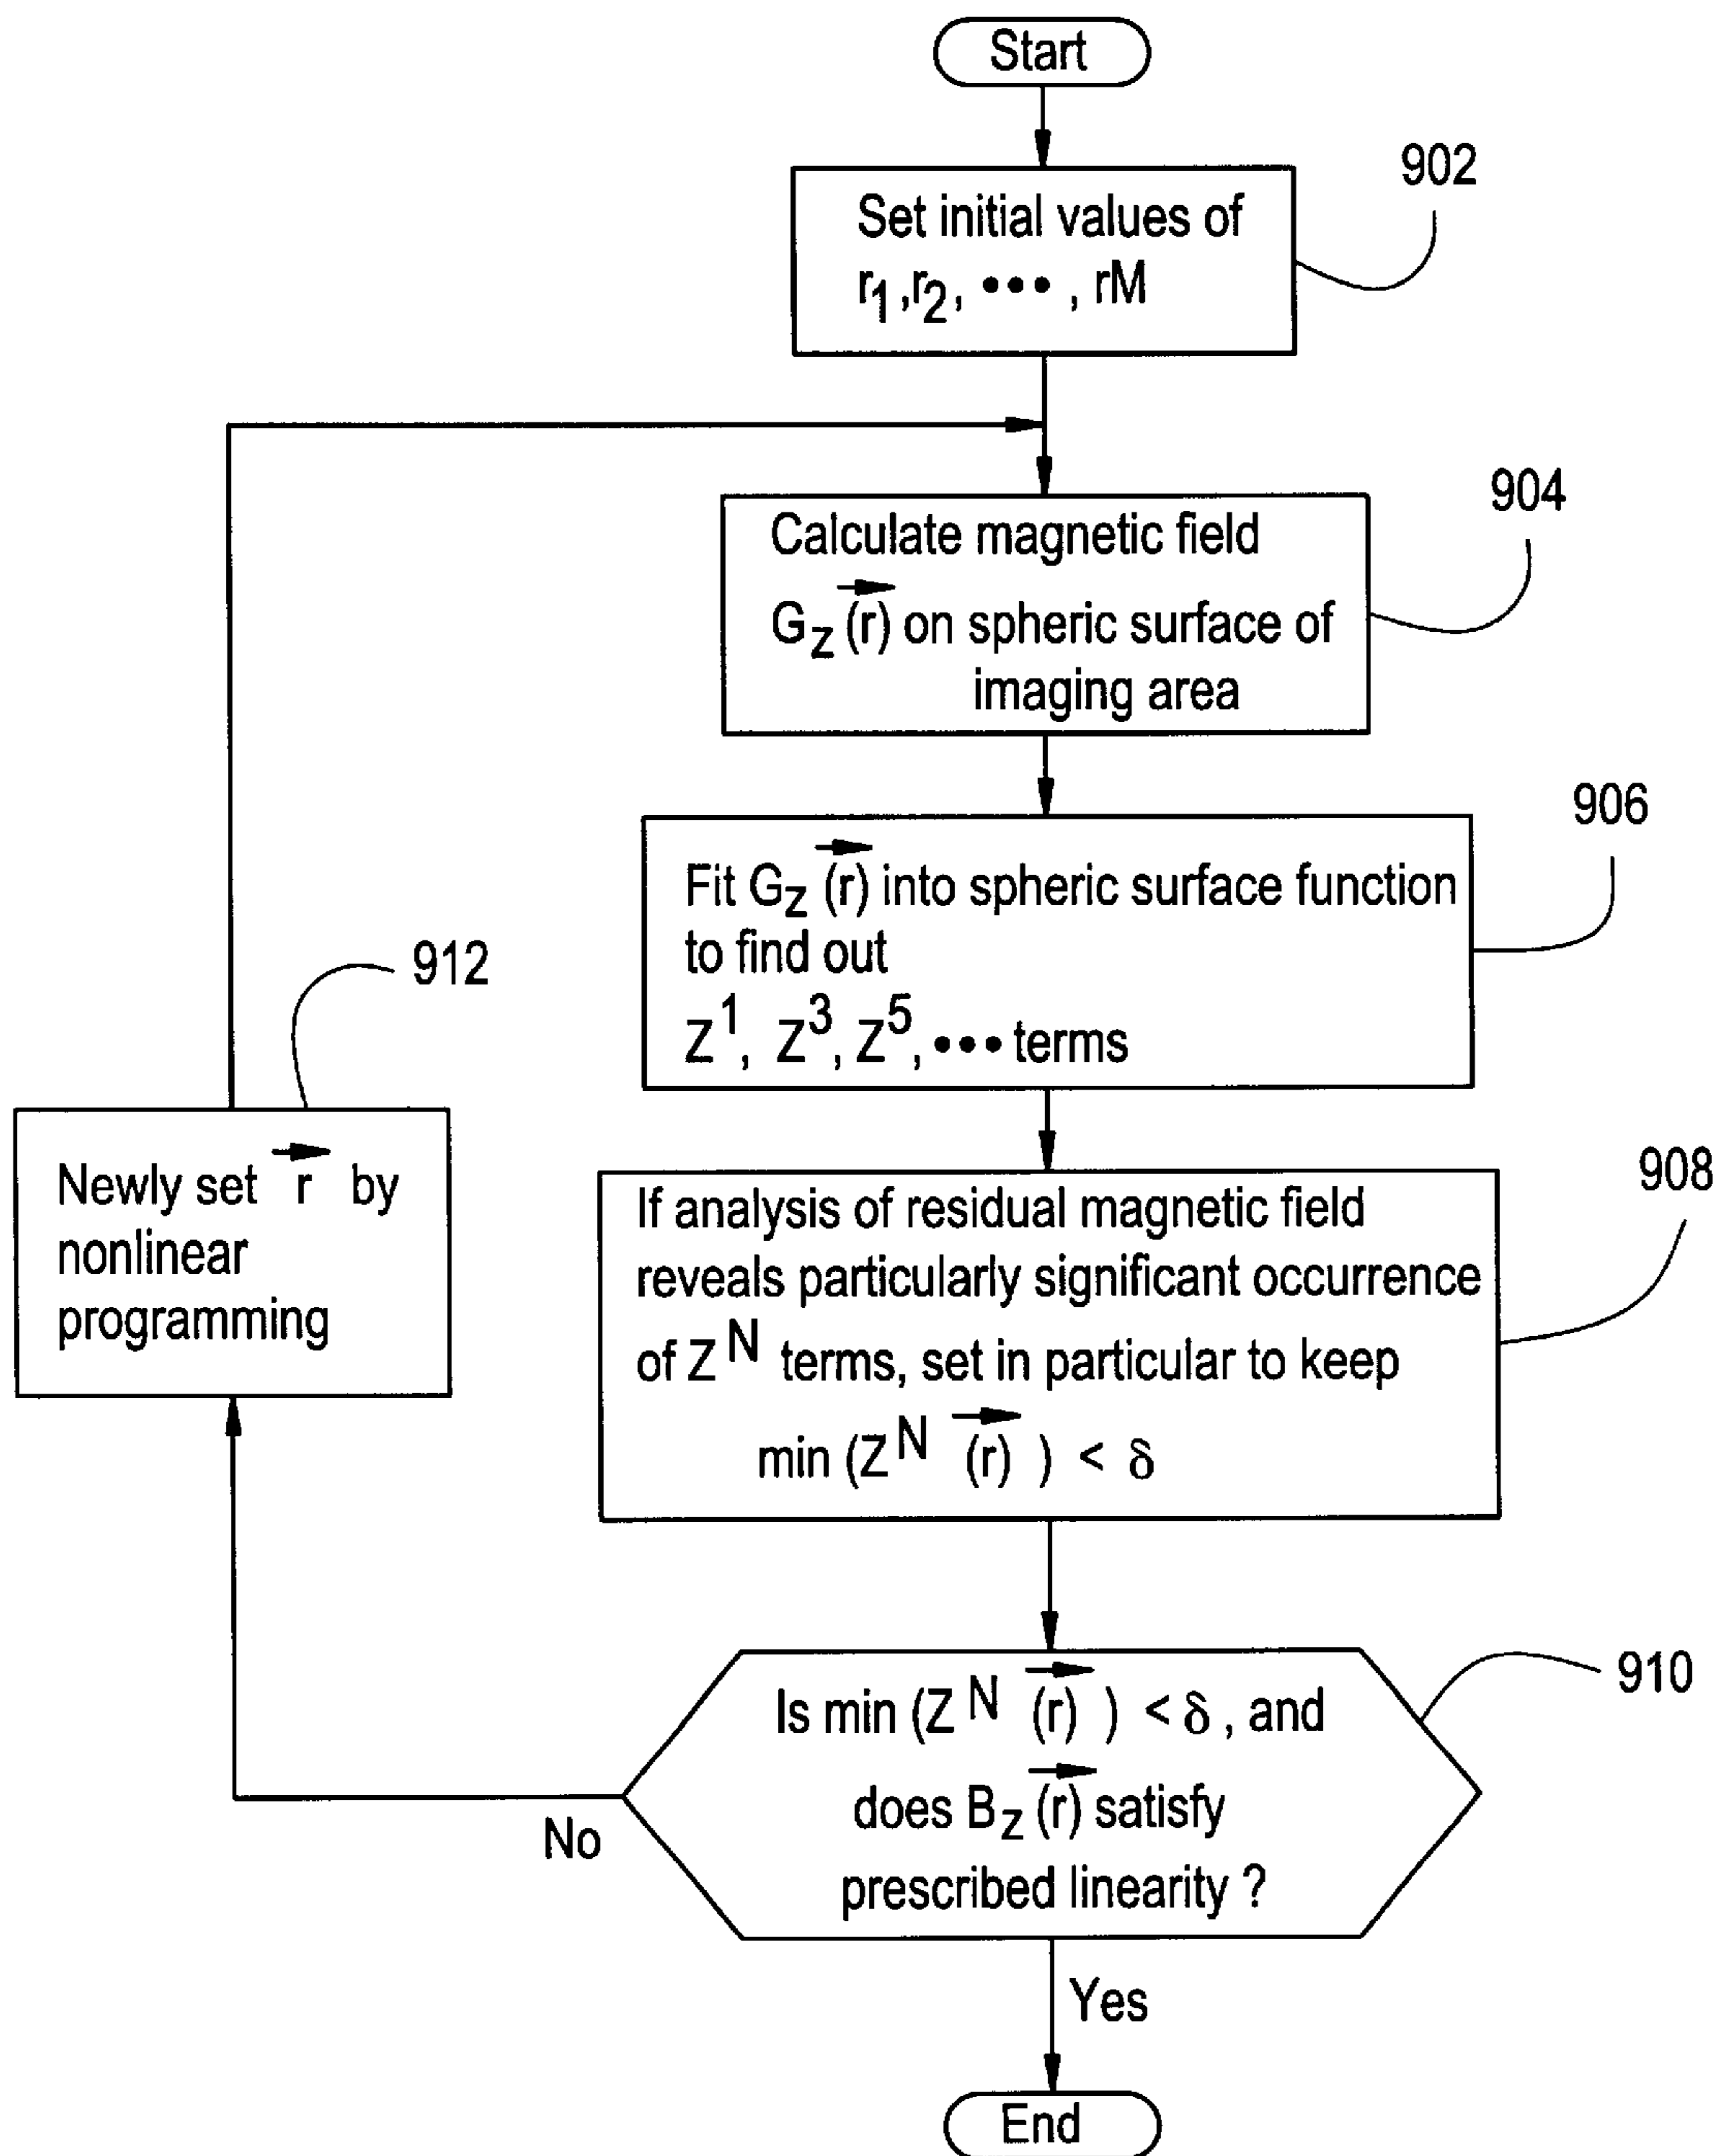 Start
902
Set initial values of
r1,r2, ••• , rM
904
Calculate magnetic field
Gz(r) on spheric surface of
imaging area
906
Fit Gz(r) into spheric surface function
to find out
Z1, Z3, Z5, ••• terms
912
Newly set r by
nonlinear
programming
908
If analysis of residual magnetic field
reveals particularly significant occurrence
of ZN terms, set in particular to keep
min (ZN (r) ) < δ
910
Is min (ZN (r) ) < δ , and
does Bz(r) satisfy
prescribed linearity ?
No
Yes
End